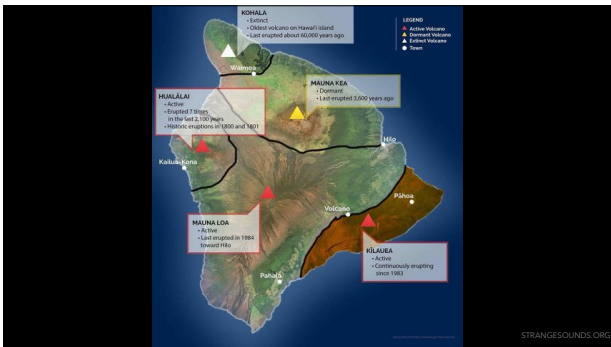 KOHALA
• Extinct
• Oldest volcano on Hawai'i island
• Last erupted about 60,000 years ago
LEGEND
Active Volcano
Dormant Volcano
Extinct Volcano
Town
Waimea
MAUNA KEA
• Dormant
• Last erupted 3,600 years ago
HUALĀLAI
• Active
• Erupted 7 times
in the last 2,100 years
• Historic eruptions in 1800 and 1801
Hilo
Kailua-Kona
Pāhoa
Volcano
MAUNA LOA
• Active
• Last erupted in 1984
toward Hilo
KĪLAUEA
• Active
• Continuously erupting
since 1983
Pahala
STRANGESOUNDS.ORG